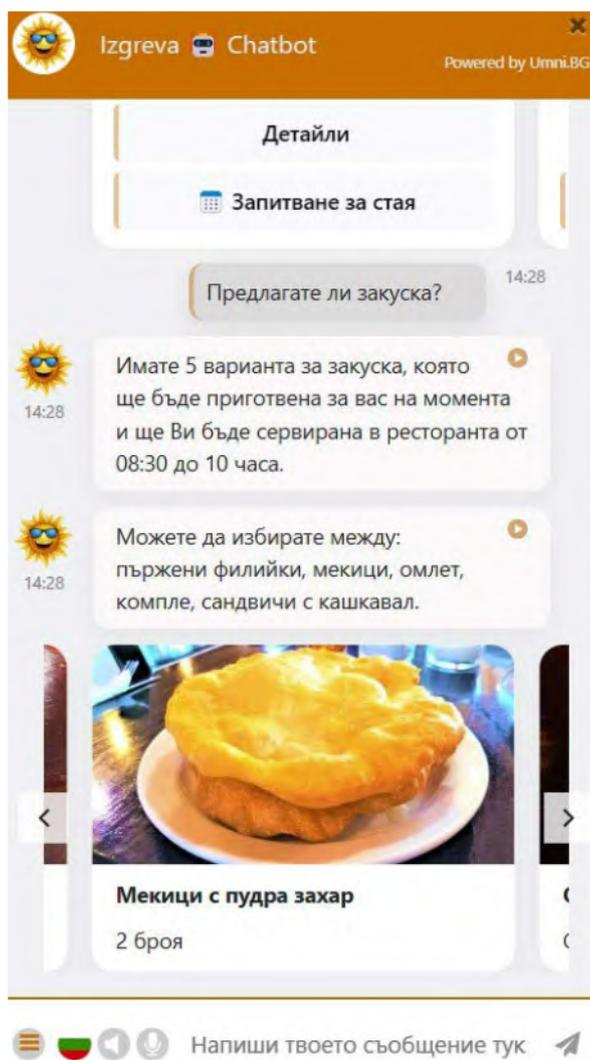 Izgreva Chatbot
Powered by Umni.BG
Детайли
Запитване за стая
14:28
Предлагате ли закуска?
Имате 5 варианта за закуска, която
ще бъде приготвена за вас на момента
и ще Ви бъде сервирана в ресторанта от
08:30 до 10 часа.
14:28
Можете да избирате между:
пържени филийки, мекици, омлет,
компле, сандвичи с кашкавал.
14:28
Мекици с пудра захар
2 броя
Напиши твоето съобщение тук